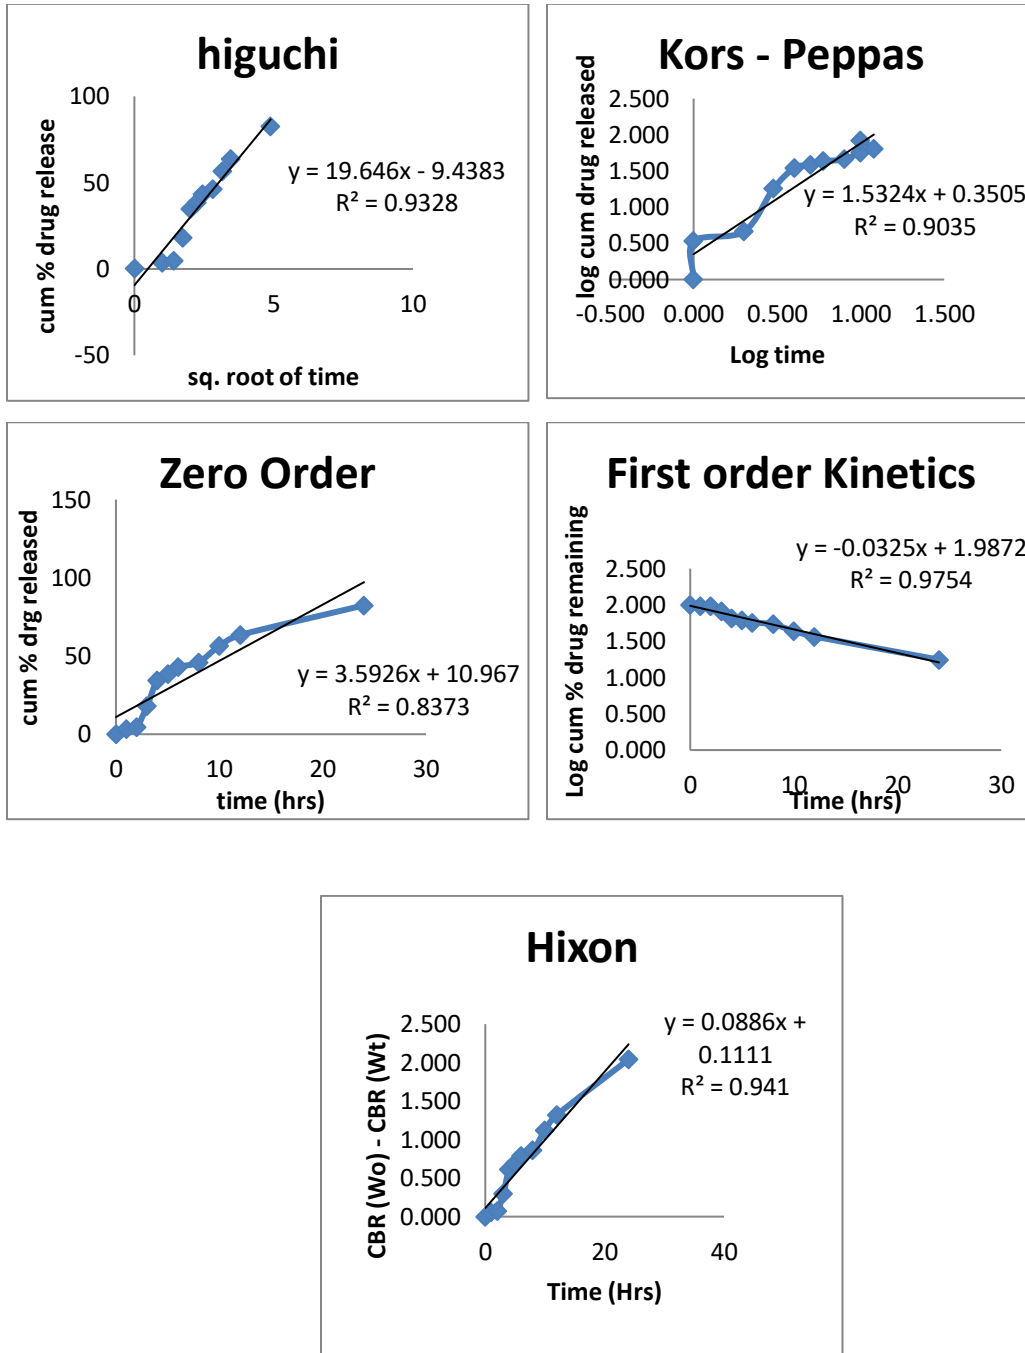 higuchi
cum % drug release
100
50
0
-50
0
5
10
y = 19.646x - 9.4383
R² = 0.9328
sq. root of time
Kors - Peppas
log cum drug released
2.500
2.000
1.500
1.000
0.500
0.000
-0.500
0.000
0.500
1.000
1.500
y = 1.5324x + 0.3505
R² = 0.9035
Log time
Zero Order
cum % drg released
150
100
50
0
0
10
20
30
y = 3.5926x + 10.967
R² = 0.8373
time (hrs)
First order Kinetics
Log cum % drug remaining
2.500
2.000
1.500
1.000
0.500
0.000
0
10
20
30
y = -0.0325x + 1.9872
R² = 0.9754
Time (hrs)
Hixon
CBR (Wo) - CBR (Wt)
2.500
2.000
1.500
1.000
0.500
0.000
0
20
40
y = 0.0886x +
0.1111
R² = 0.941
Time (Hrs)